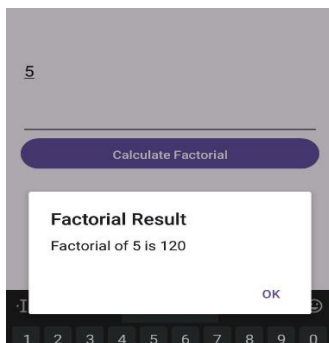 5
Calculate Factorial
Factorial Result
Factorial of 5 is 120
OK
1 2 3 4 5 6 7 8 9 0